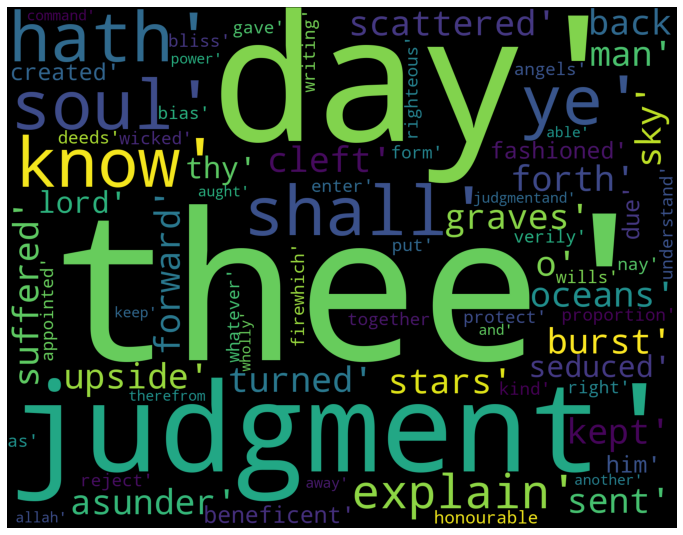 command'
hath'
day'
gave'
writing'
scattered'
back
bliss'
man'
created'
power'
righteous'
angels'
soul'
bias'
ye'
able'
sky'
deeds'
wicked'
know'
thy'
cleft'
form'
fashioned'
aught'
enter'
forth'
understand'
lord'
shall'
judgmentand'
graves'
due'
suffered'
forward'
put'
verily'
nay'
thee'
o'
wills'
appointed'
whatever'
wholly'
firewhich'
oceans'
keep'
together
protect'
and'
proportion'
burst'
upside'
turned'
stars'
seduced'
therefrom
kind'
right'
another'
judgment'
kept'
as'
him'
reject'
away'
explain'
sent'
asunder'
allah'
beneficent'
honourable